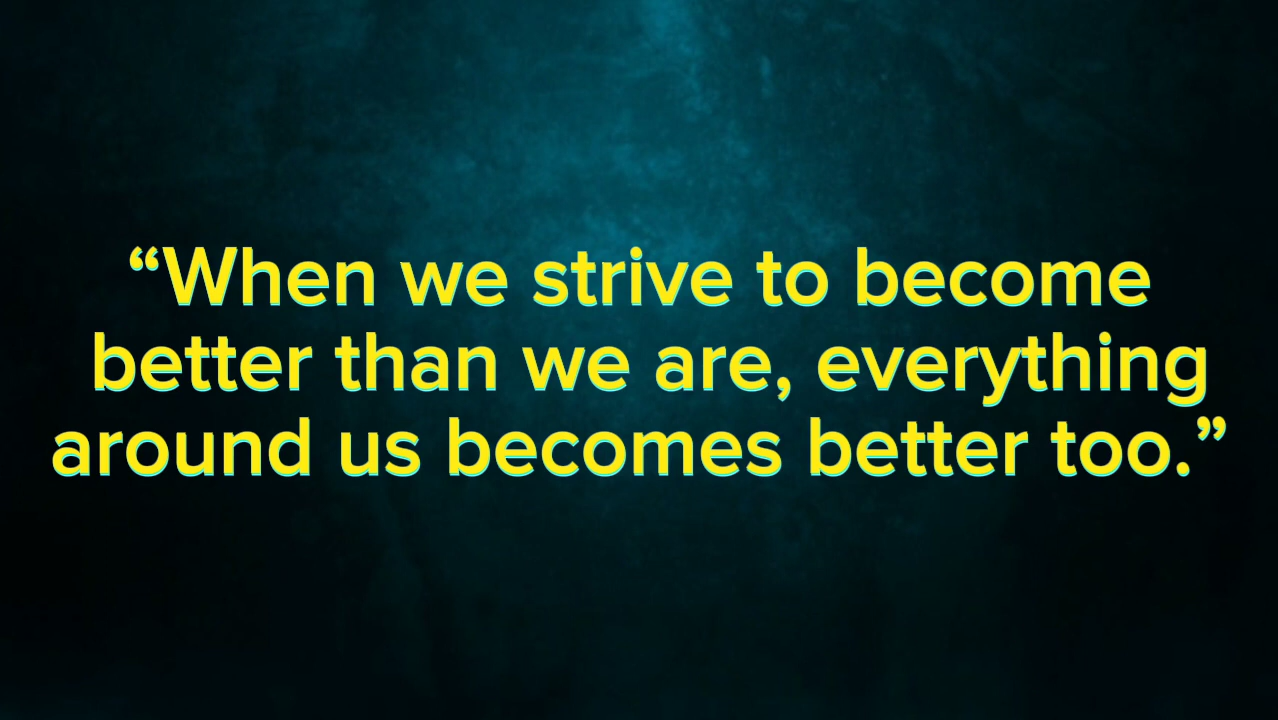 “When we strive to become
better than we are, everything
around us becomes better too.”